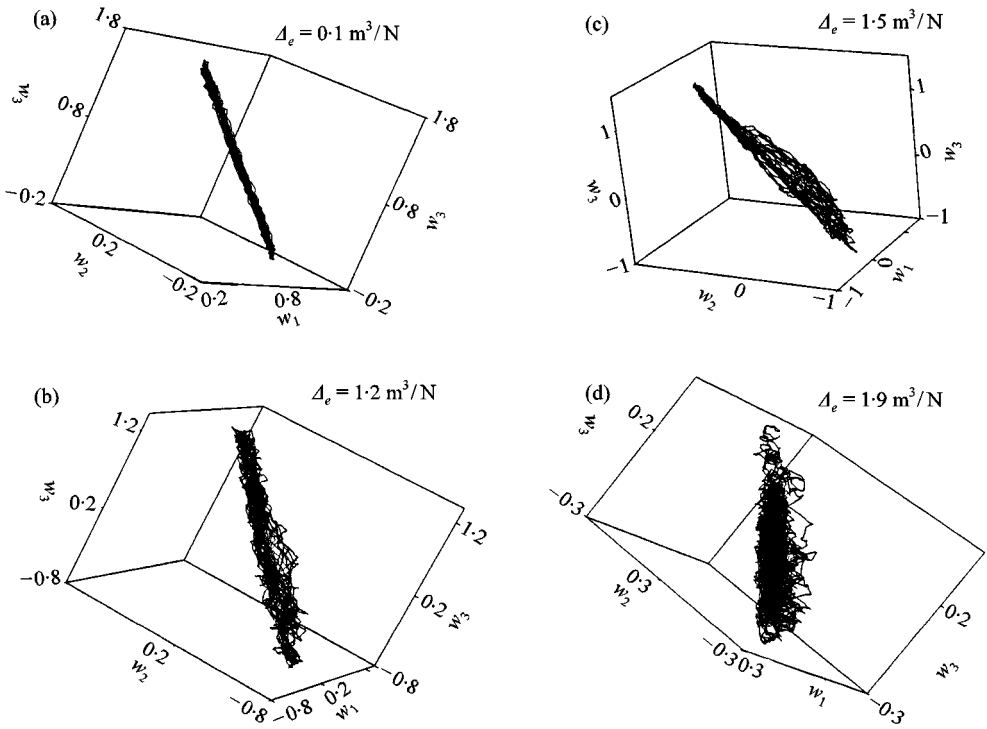 (a)
Δe = 0·1 m³/N
1·8
w3
0·8
−0·2
w2
0·2
−0·2
0·2
0·8
w1
−0·2
0·8
w3
1·8
(c)
Δe = 1·5 m³/N
1
w3
0
−1
w2
0
−1
−1
0
w1
−1
0
w3
1
(b)
Δe = 1·2 m³/N
1·2
w3
0·2
−0·8
w2
0·2
−0·8
−0·8
0·2
w1
−0·8
0·2
w3
1·2
(d)
Δe = 1·9 m³/N
w3
0·2
−0·3
w2
0·3
−0·3
0·3
w1
−0·3
w3
0·2